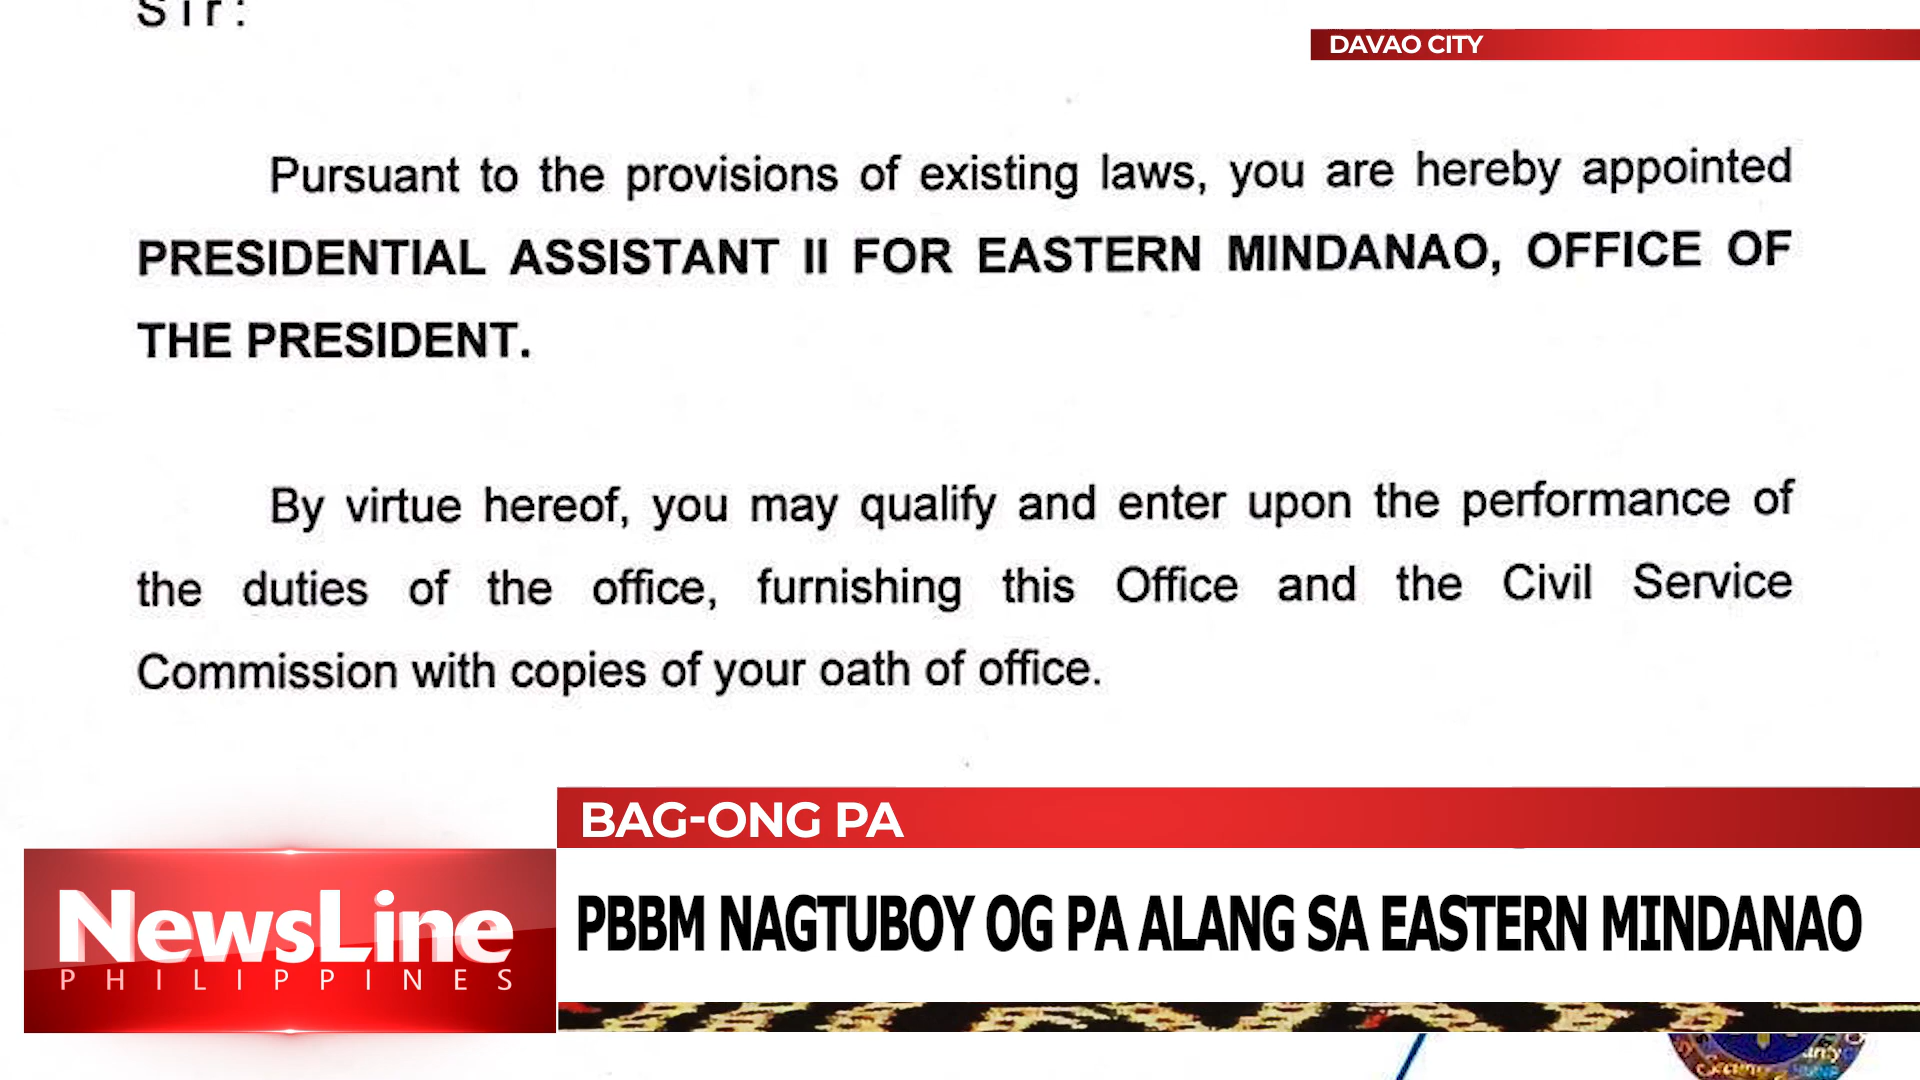 Sir:
DAVAO CITY
Pursuant to the provisions of existing laws, you are hereby appointed
PRESIDENTIAL ASSISTANT II FOR EASTERN MINDANAO, OFFICE OF
THE PRESIDENT.
By virtue hereof, you may qualify and enter upon the performance of
the duties of the office, furnishing this Office and the Civil Service
Commission with copies of your oath of office.
BAG-ONG PA
NewsLine
PHILIPPINES
PBBM NAGTUBOY OG PA ALANG SA EASTERN MINDANAO